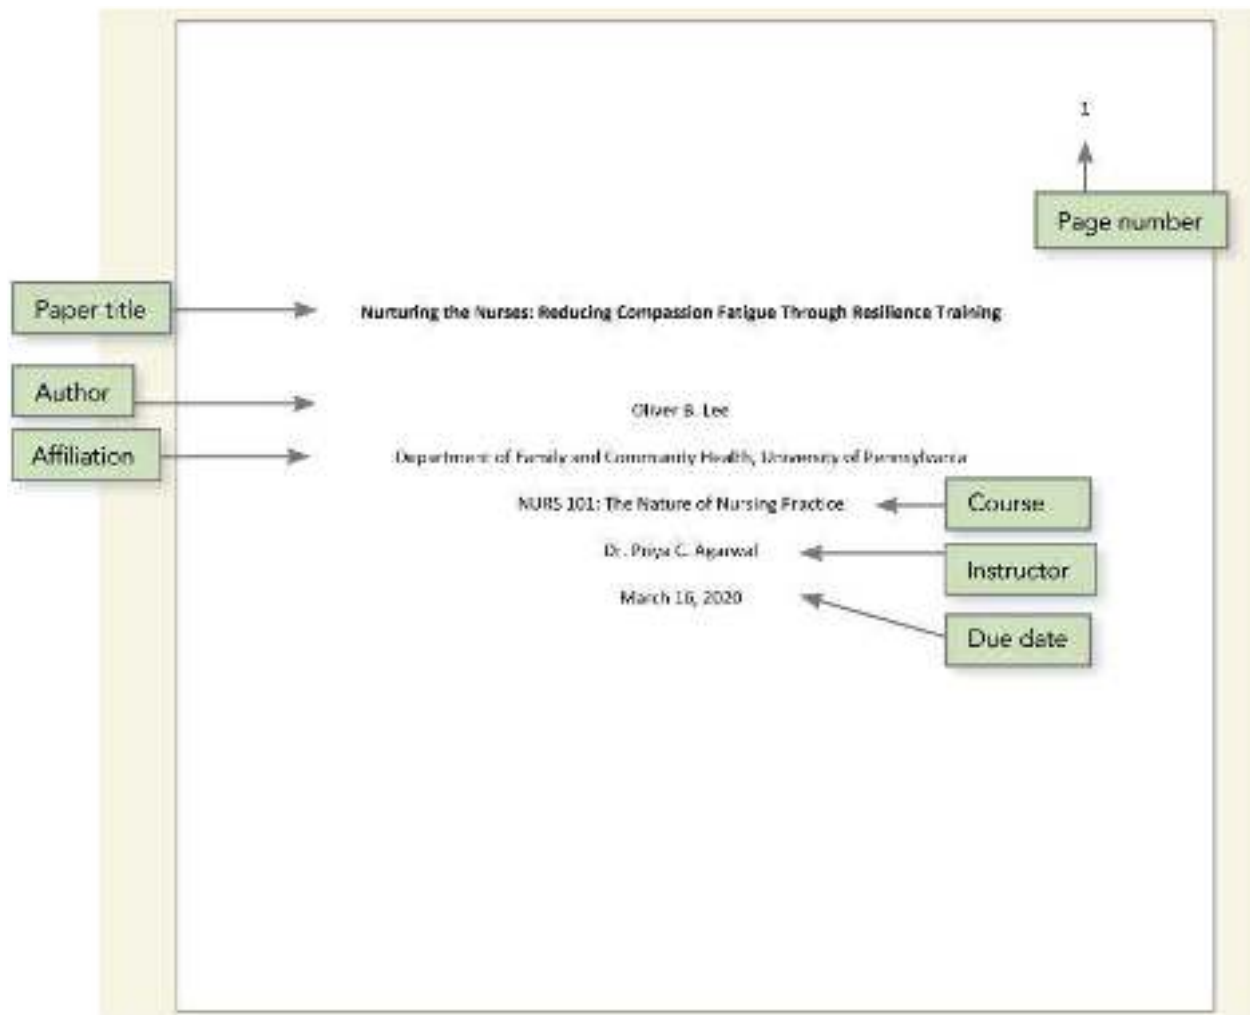 1
Page number
Paper title
Nurturing the Nurses: Reducing Compassion Fatigue Through Resilience Training
Author
Oliver B. Lee
Affiliation
Department of Family and Community Health, University of Pennsylvania
NURS 101: The Nature of Nursing Practice
Course
Dr. Priya C. Agarwal
Instructor
March 16, 2020
Due date